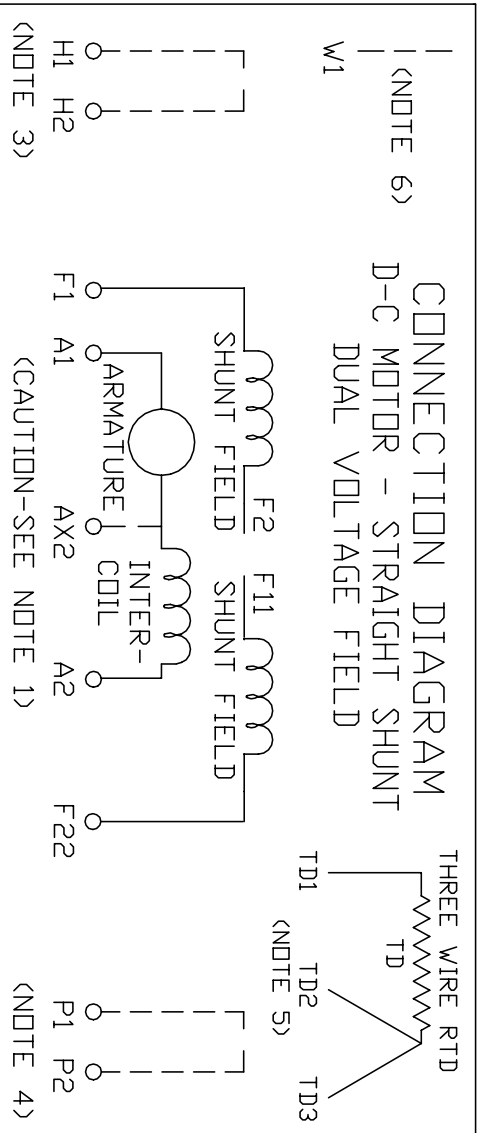 CONNECTION DIAGRAM
D-C MOTOR - STRAIGHT SHUNT
DUAL VOLTAGE FIELD
W1
(NOTE 6)
THREE WIRE RTD
TD
TD1
TD2
TD3
(NOTE 5)
F2
F11
SHUNT FIELD
SHUNT FIELD
ARMATURE
INTER-
COIL
H1
H2
F1
A1
AX2
A2
F22
P1
P2
(NOTE 3)
(CAUTION-SEE NOTE 1)
(NOTE 4)